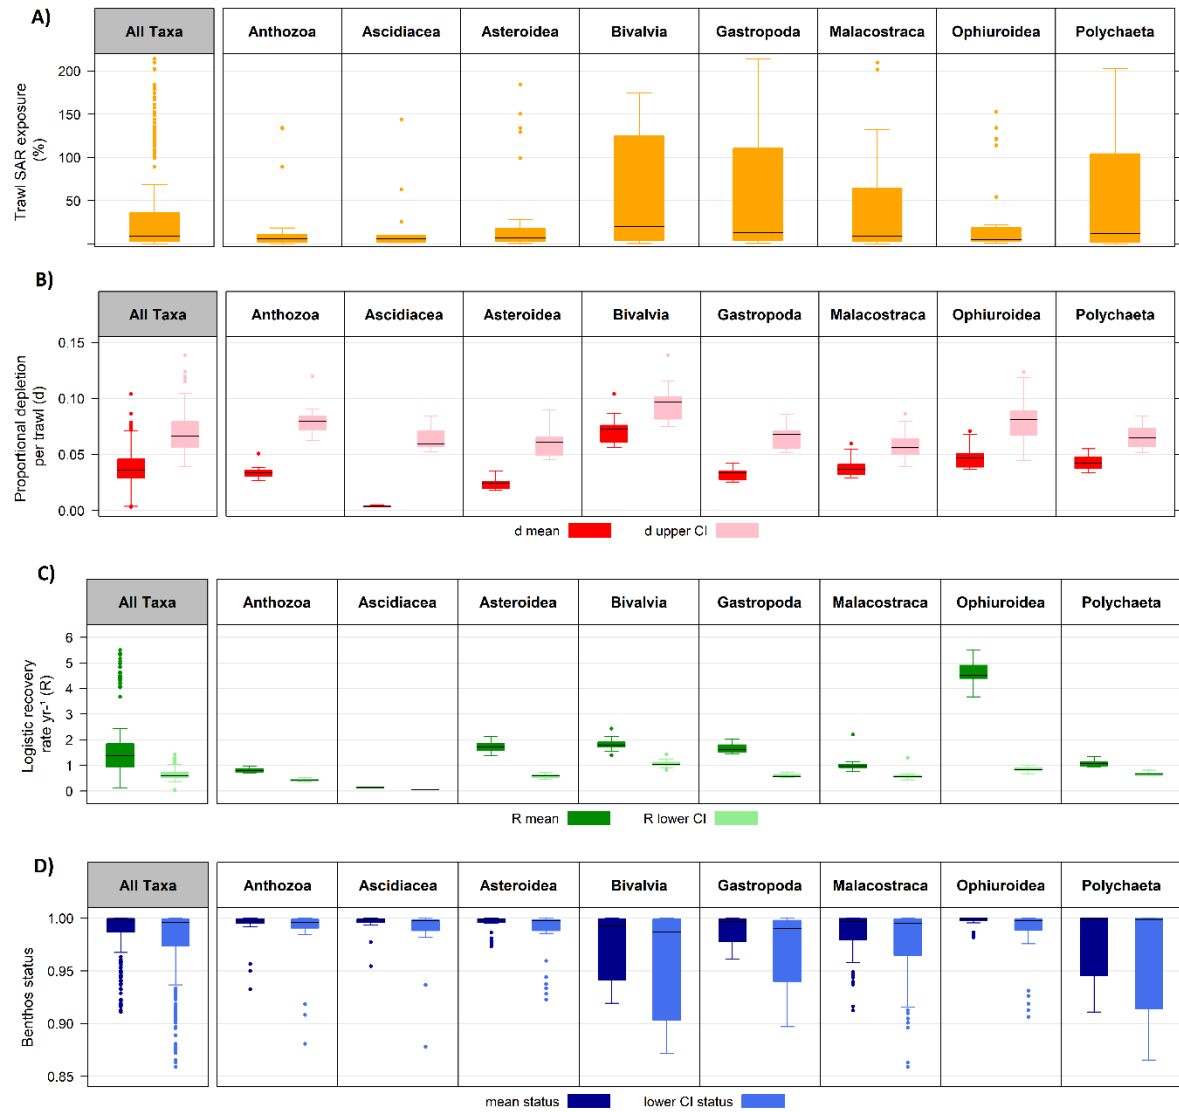 A)
All Taxa Anthozoa Ascidiacea Asteroidea Bivalvia Gastropoda Malacostraca Ophiuroidea Polychaeta
Trawl SAR exposure
(%)
200
150
100
50
B)
All Taxa Anthozoa Ascidiacea Asteroidea Bivalvia Gastropoda Malacostraca Ophiuroidea Polychaeta
Proportional depletion
per trawl (d)
0.15
0.10
0.05
0.00
d mean d upper CI
C)
All Taxa Anthozoa Ascidiacea Asteroidea Bivalvia Gastropoda Malacostraca Ophiuroidea Polychaeta
Logistic recovery
rate yr-¹ (R)
6
5
4
3
2
1
0
R mean R lower CI
D)
All Taxa Anthozoa Ascidiacea Asteroidea Bivalvia Gastropoda Malacostraca Ophiuroidea Polychaeta
Benthos status
1.00
0.95
0.90
0.85
mean status lower CI status